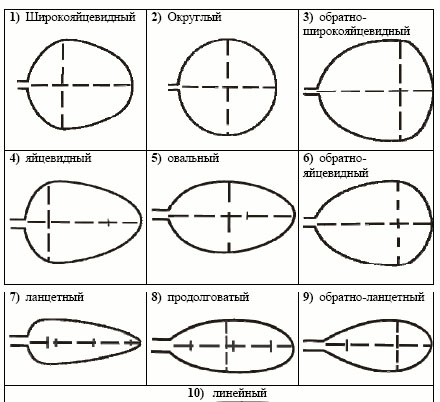 1) Широкояйцевидный
2) Округлый
3) обратно-
широкояйцевидный
4) яйцевидный
5) овальный
6) обратно-
яйцевидный
7) ланцетный
8) продолговатый
9) обратно-ланцетный
10) линейный